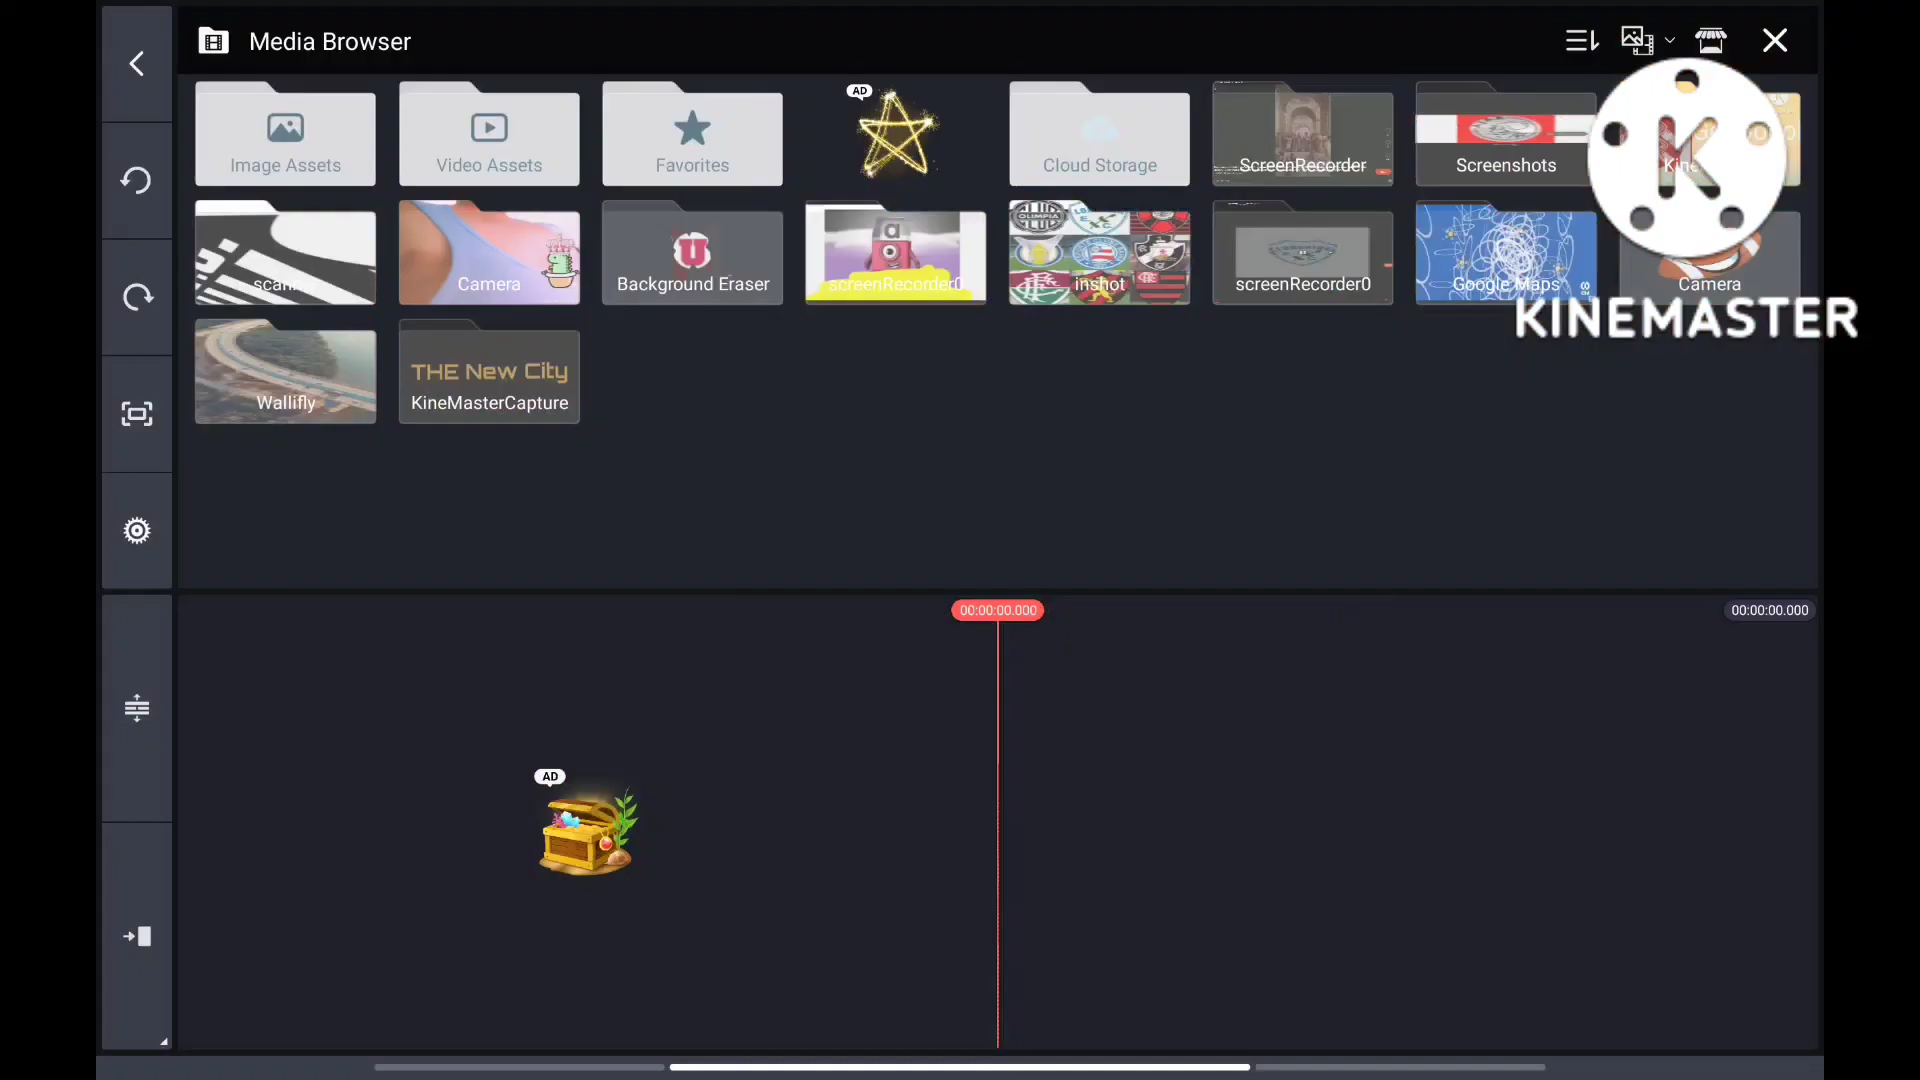 Media Browser
AD
Image Assets
Video Assets
Favorites
Cloud Storage
ScreenRecorder
Screenshots
K
KINEMASTER
Camera
U
Background Eraser
a
screenRecorder0
OLIMPIA
inshot
screenRecorder0
Google Maps
Camera
Wallifly
THE New City
KineMasterCapture
00:00:00.000
00:00:00.000
AD